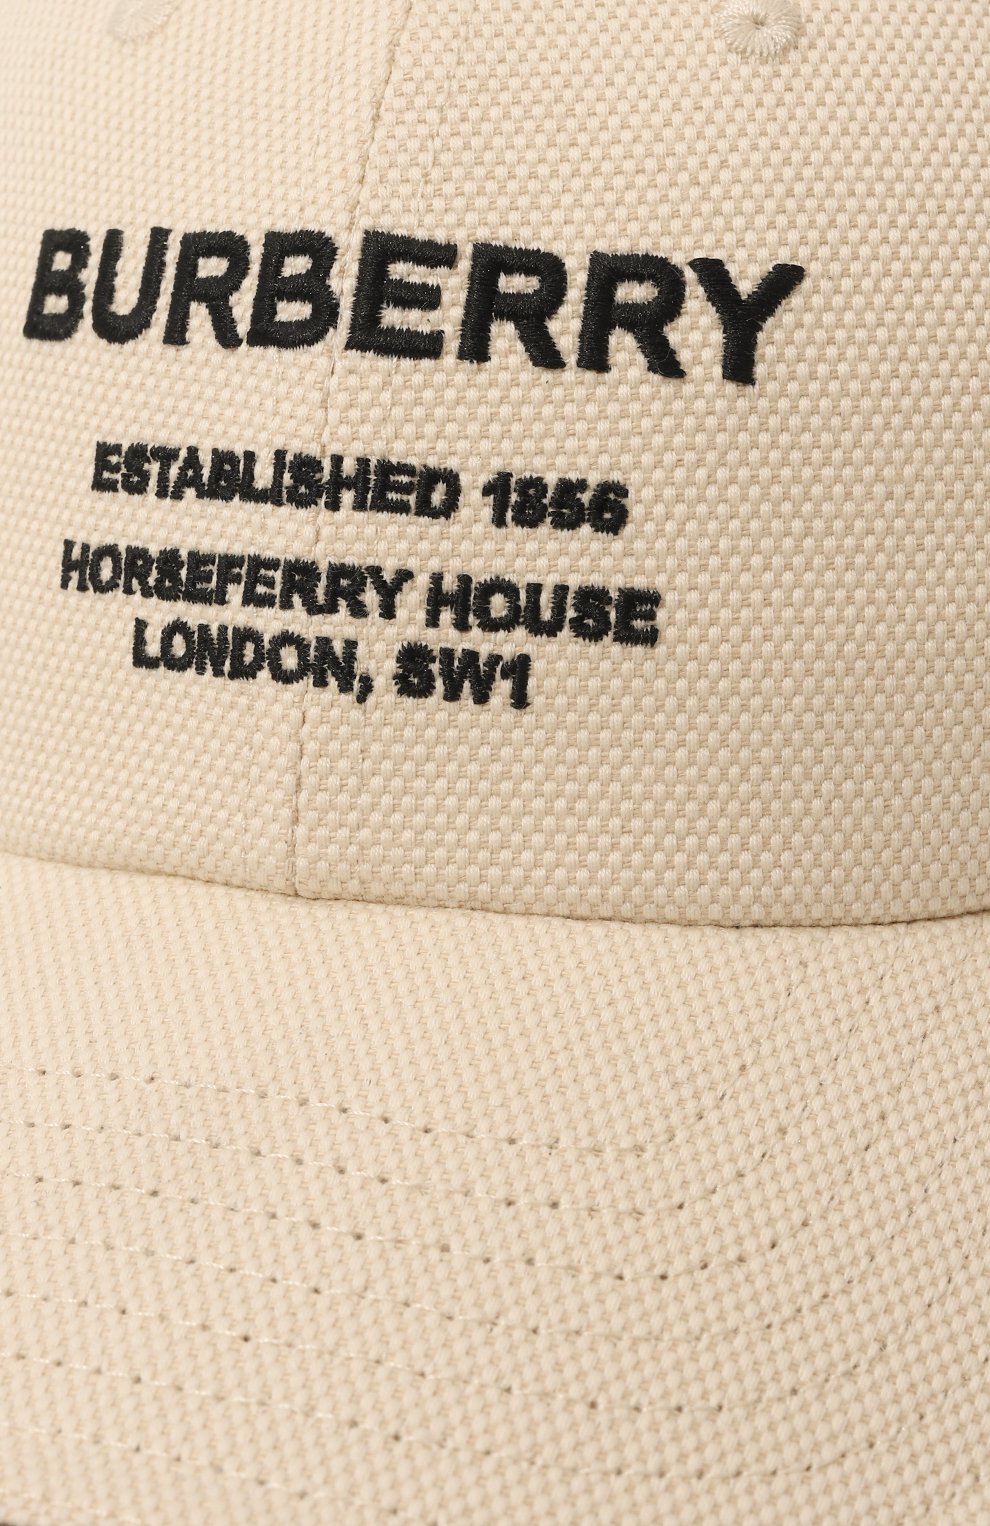 BURBERRY
ESTABLISHED 1856
HORSEFERRY HOUSE
LONDON, SW1